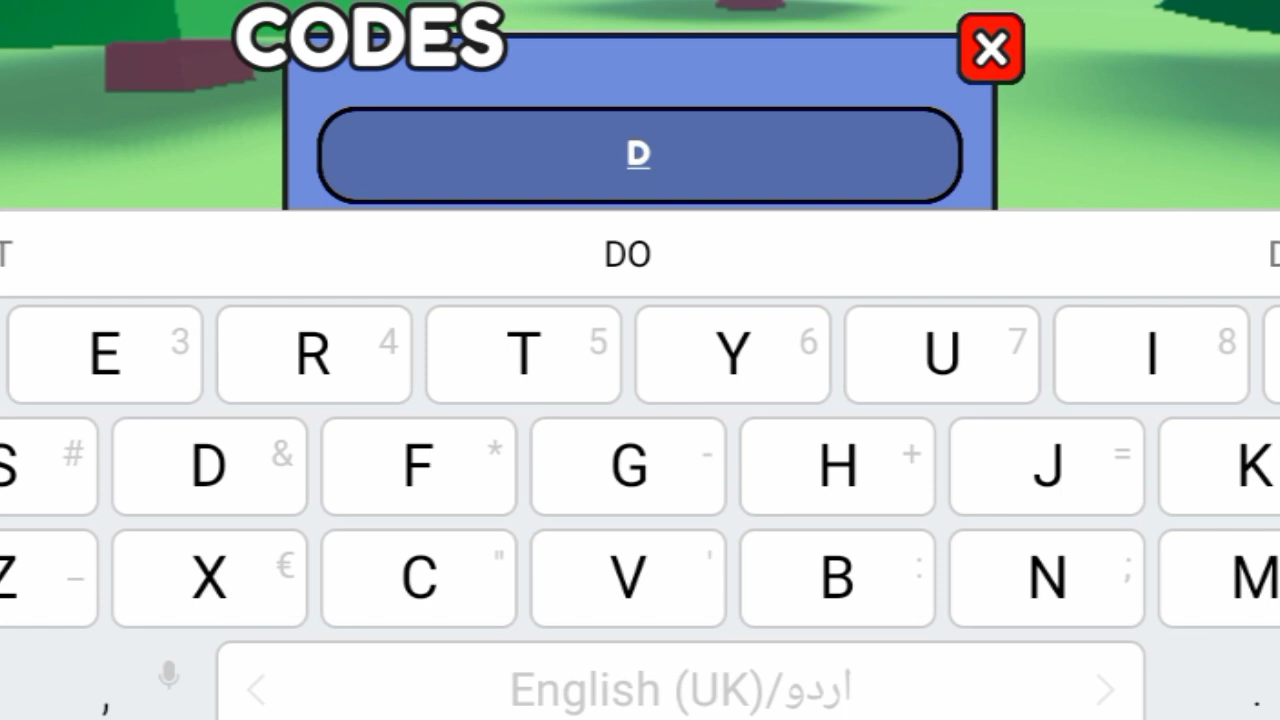 CODES
D
DO
E 3 R 4 T 5 Y 6 U 7 I 8
S # D & F * G - H + J = K
Z _ X € C " V ' B : N ; M
, English (UK)/اردو .